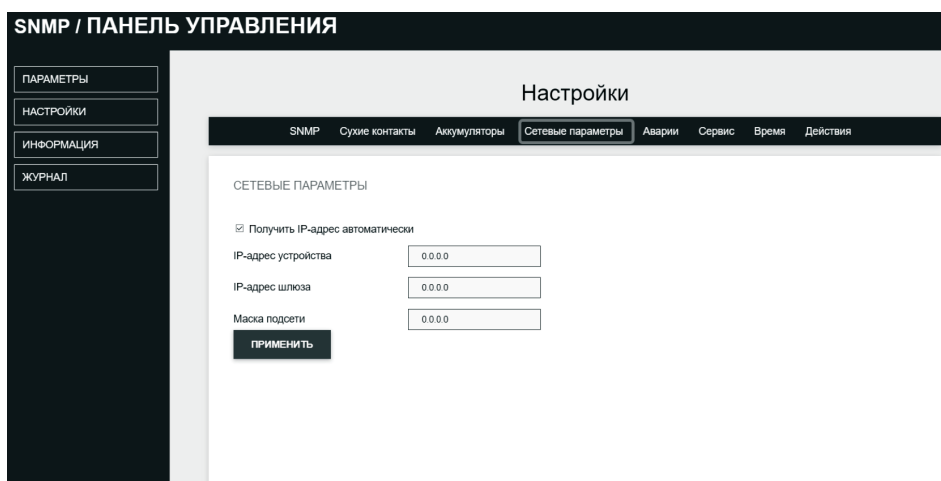 SNMP / ПАНЕЛЬ УПРАВЛЕНИЯ
ПАРАМЕТРЫ
НАСТРОЙКИ
ИНФОРМАЦИЯ
ЖУРНАЛ
Настройки
SNMP Сухие контакты Аккумуляторы Сетевые параметры Аварии Сервис Время Действия
СЕТЕВЫЕ ПАРАМЕТРЫ
Получить IP-адрес автоматически
IP-адрес устройства 0.0.0.0
IP-адрес шлюза 0.0.0.0
Маска подсети 0.0.0.0
ПРИМЕНИТЬ